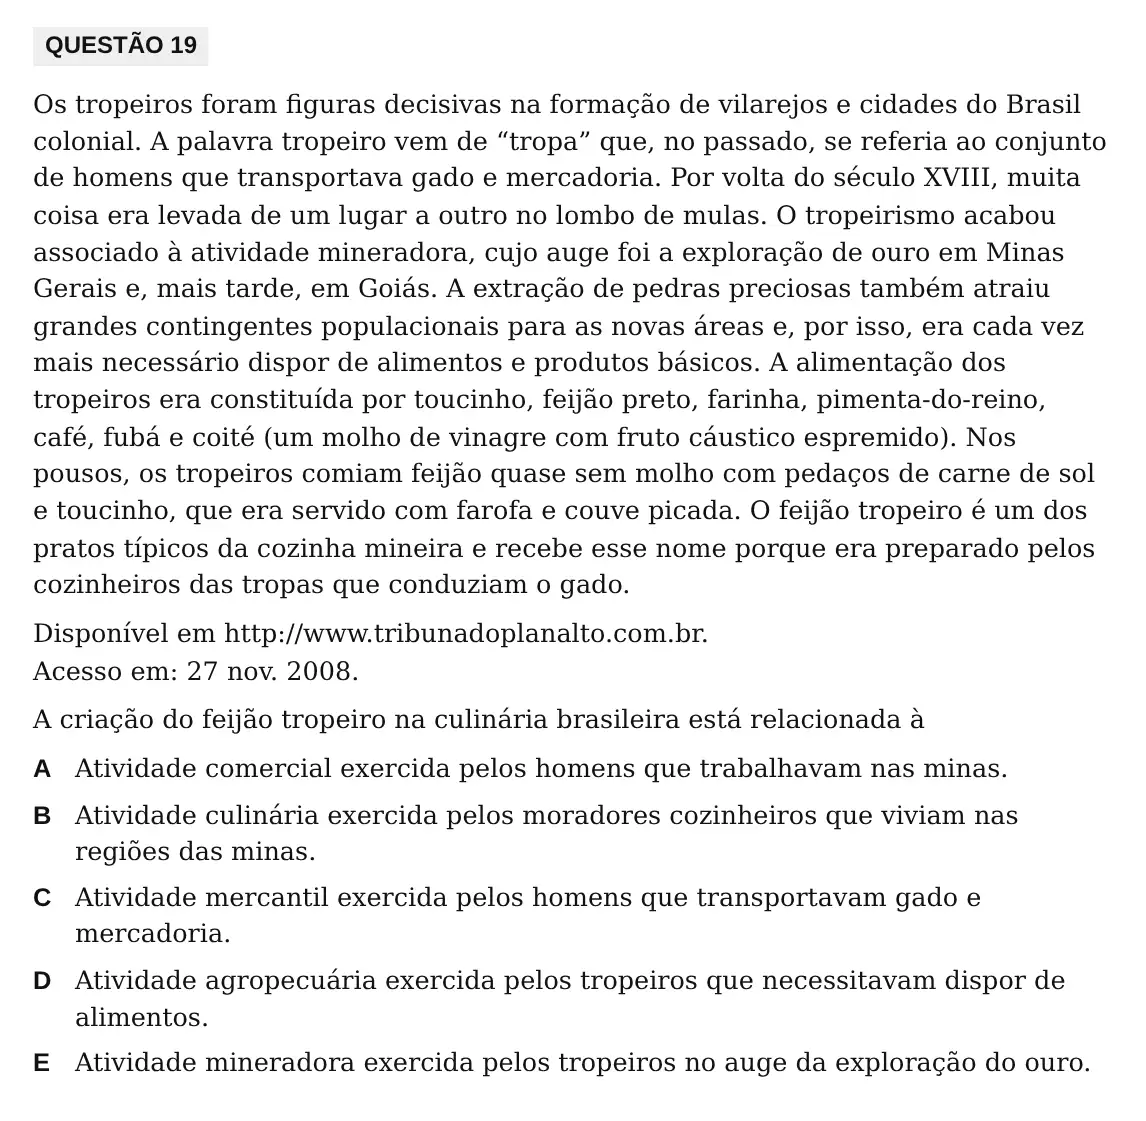 QUESTÃO 19
Os tropeiros foram figuras decisivas na formação de vilarejos e cidades do Brasil
colonial. A palavra tropeiro vem de “tropa” que, no passado, se referia ao conjunto
de homens que transportava gado e mercadoria. Por volta do século XVIII, muita
coisa era levada de um lugar a outro no lombo de mulas. O tropeirismo acabou
associado à atividade mineradora, cujo auge foi a exploração de ouro em Minas
Gerais e, mais tarde, em Goiás. A extração de pedras preciosas também atraiu
grandes contingentes populacionais para as novas áreas e, por isso, era cada vez
mais necessário dispor de alimentos e produtos básicos. A alimentação dos
tropeiros era constituída por toucinho, feijão preto, farinha, pimenta-do-reino,
café, fubá e coité (um molho de vinagre com fruto cáustico espremido). Nos
pousos, os tropeiros comiam feijão quase sem molho com pedaços de carne de sol
e toucinho, que era servido com farofa e couve picada. O feijão tropeiro é um dos
pratos típicos da cozinha mineira e recebe esse nome porque era preparado pelos
cozinheiros das tropas que conduziam o gado.
Disponível em http://www.tribunadoplanalto.com.br.
Acesso em: 27 nov. 2008.
A criação do feijão tropeiro na culinária brasileira está relacionada à
A Atividade comercial exercida pelos homens que trabalhavam nas minas.
B Atividade culinária exercida pelos moradores cozinheiros que viviam nas
regiões das minas.
C Atividade mercantil exercida pelos homens que transportavam gado e
mercadoria.
D Atividade agropecuária exercida pelos tropeiros que necessitavam dispor de
alimentos.
E Atividade mineradora exercida pelos tropeiros no auge da exploração do ouro.